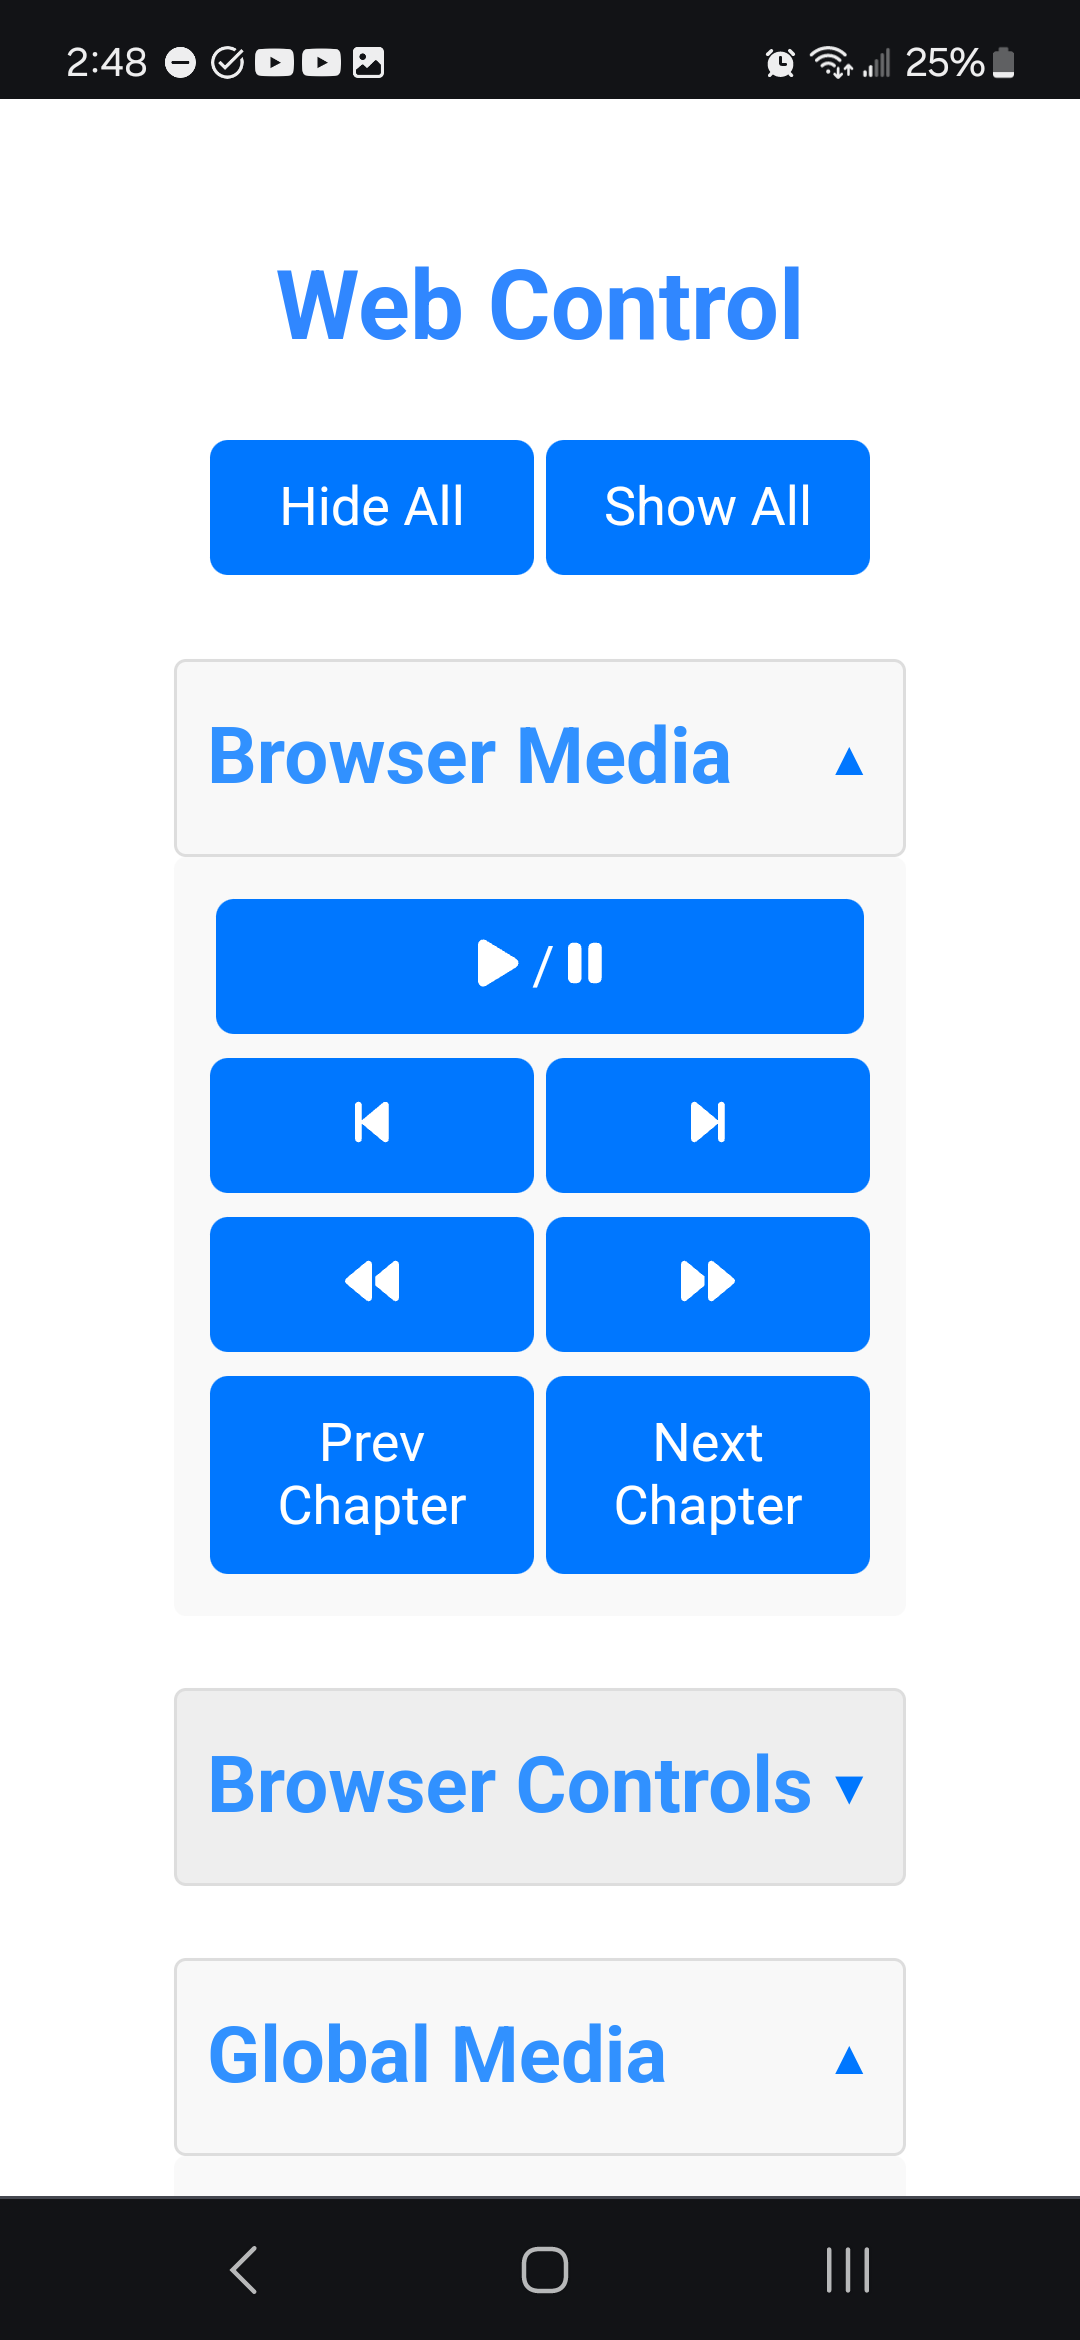 2:48 25%
Web Control
Hide All Show All
Browser Media ▲
/
Prev Chapter
Next Chapter
Browser Controls ▼
Global Media ▲